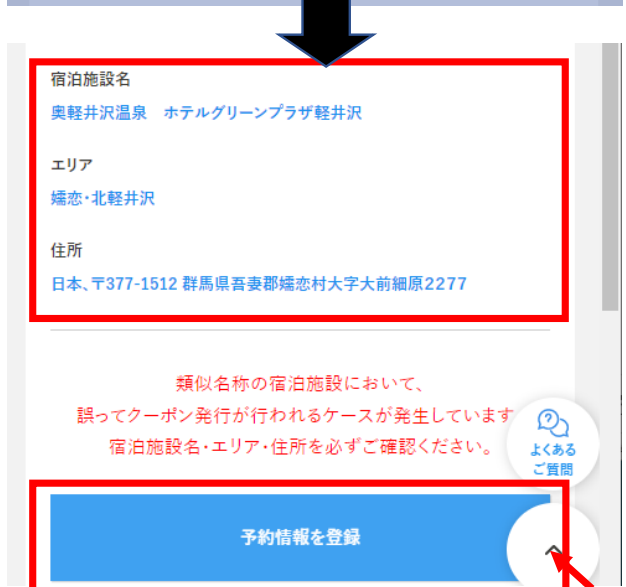 宿泊施設名
奥軽井沢温泉　ホテルグリーンプラザ軽井沢
エリア
嬬恋・北軽井沢
住所
日本、〒377-1512 群馬県吾妻郡嬬恋村大字大前細原2277
類似名称の宿泊施設において、
誤ってクーポン発行が行われるケースが発生しています
宿泊施設名・エリア・住所を必ずご確認ください。
よくある
ご質問
予約情報を登録